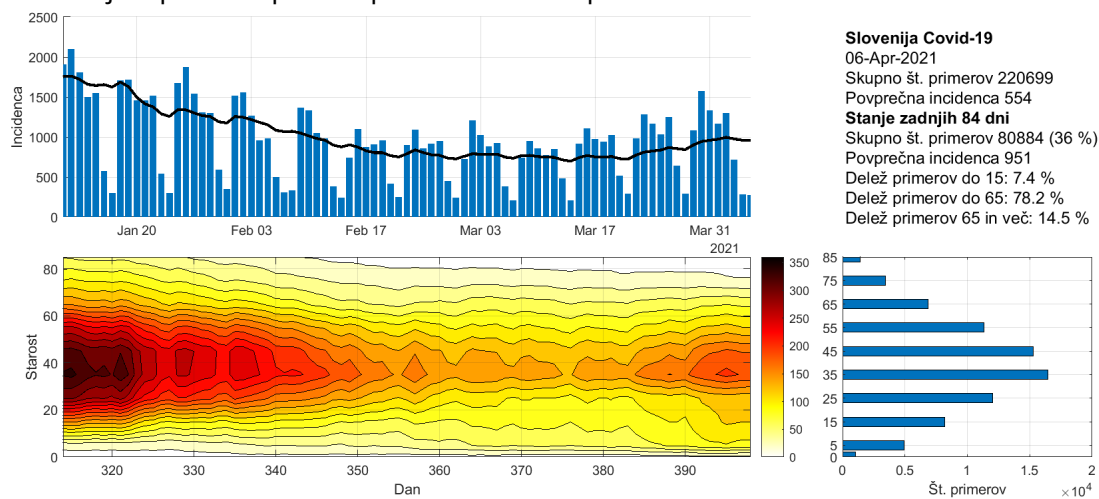 2500
2000
1500
1000
500
0
Incidenca
Jan 20
Feb 03
Feb 17
Mar 03
Mar 17
Mar 31
2021
Slovenija Covid-19
06-Apr-2021
Skupno št. primerov 220699
Povprečna incidenca 554
Stanje zadnjih 84 dni
Skupno št. primerov 80884 (36 %)
Povprečna incidenca 951
Delež primerov do 15: 7.4 %
Delež primerov do 65: 78.2 %
Delež primerov 65 in več: 14.5 %
80
60
40
20
0
Starost
320
330
340
350
360
370
380
390
Dan
350
300
250
200
150
100
50
0
85
75
65
55
45
35
25
15
5
0
0
0.5
1
1.5
2
Št. primerov
×10⁴